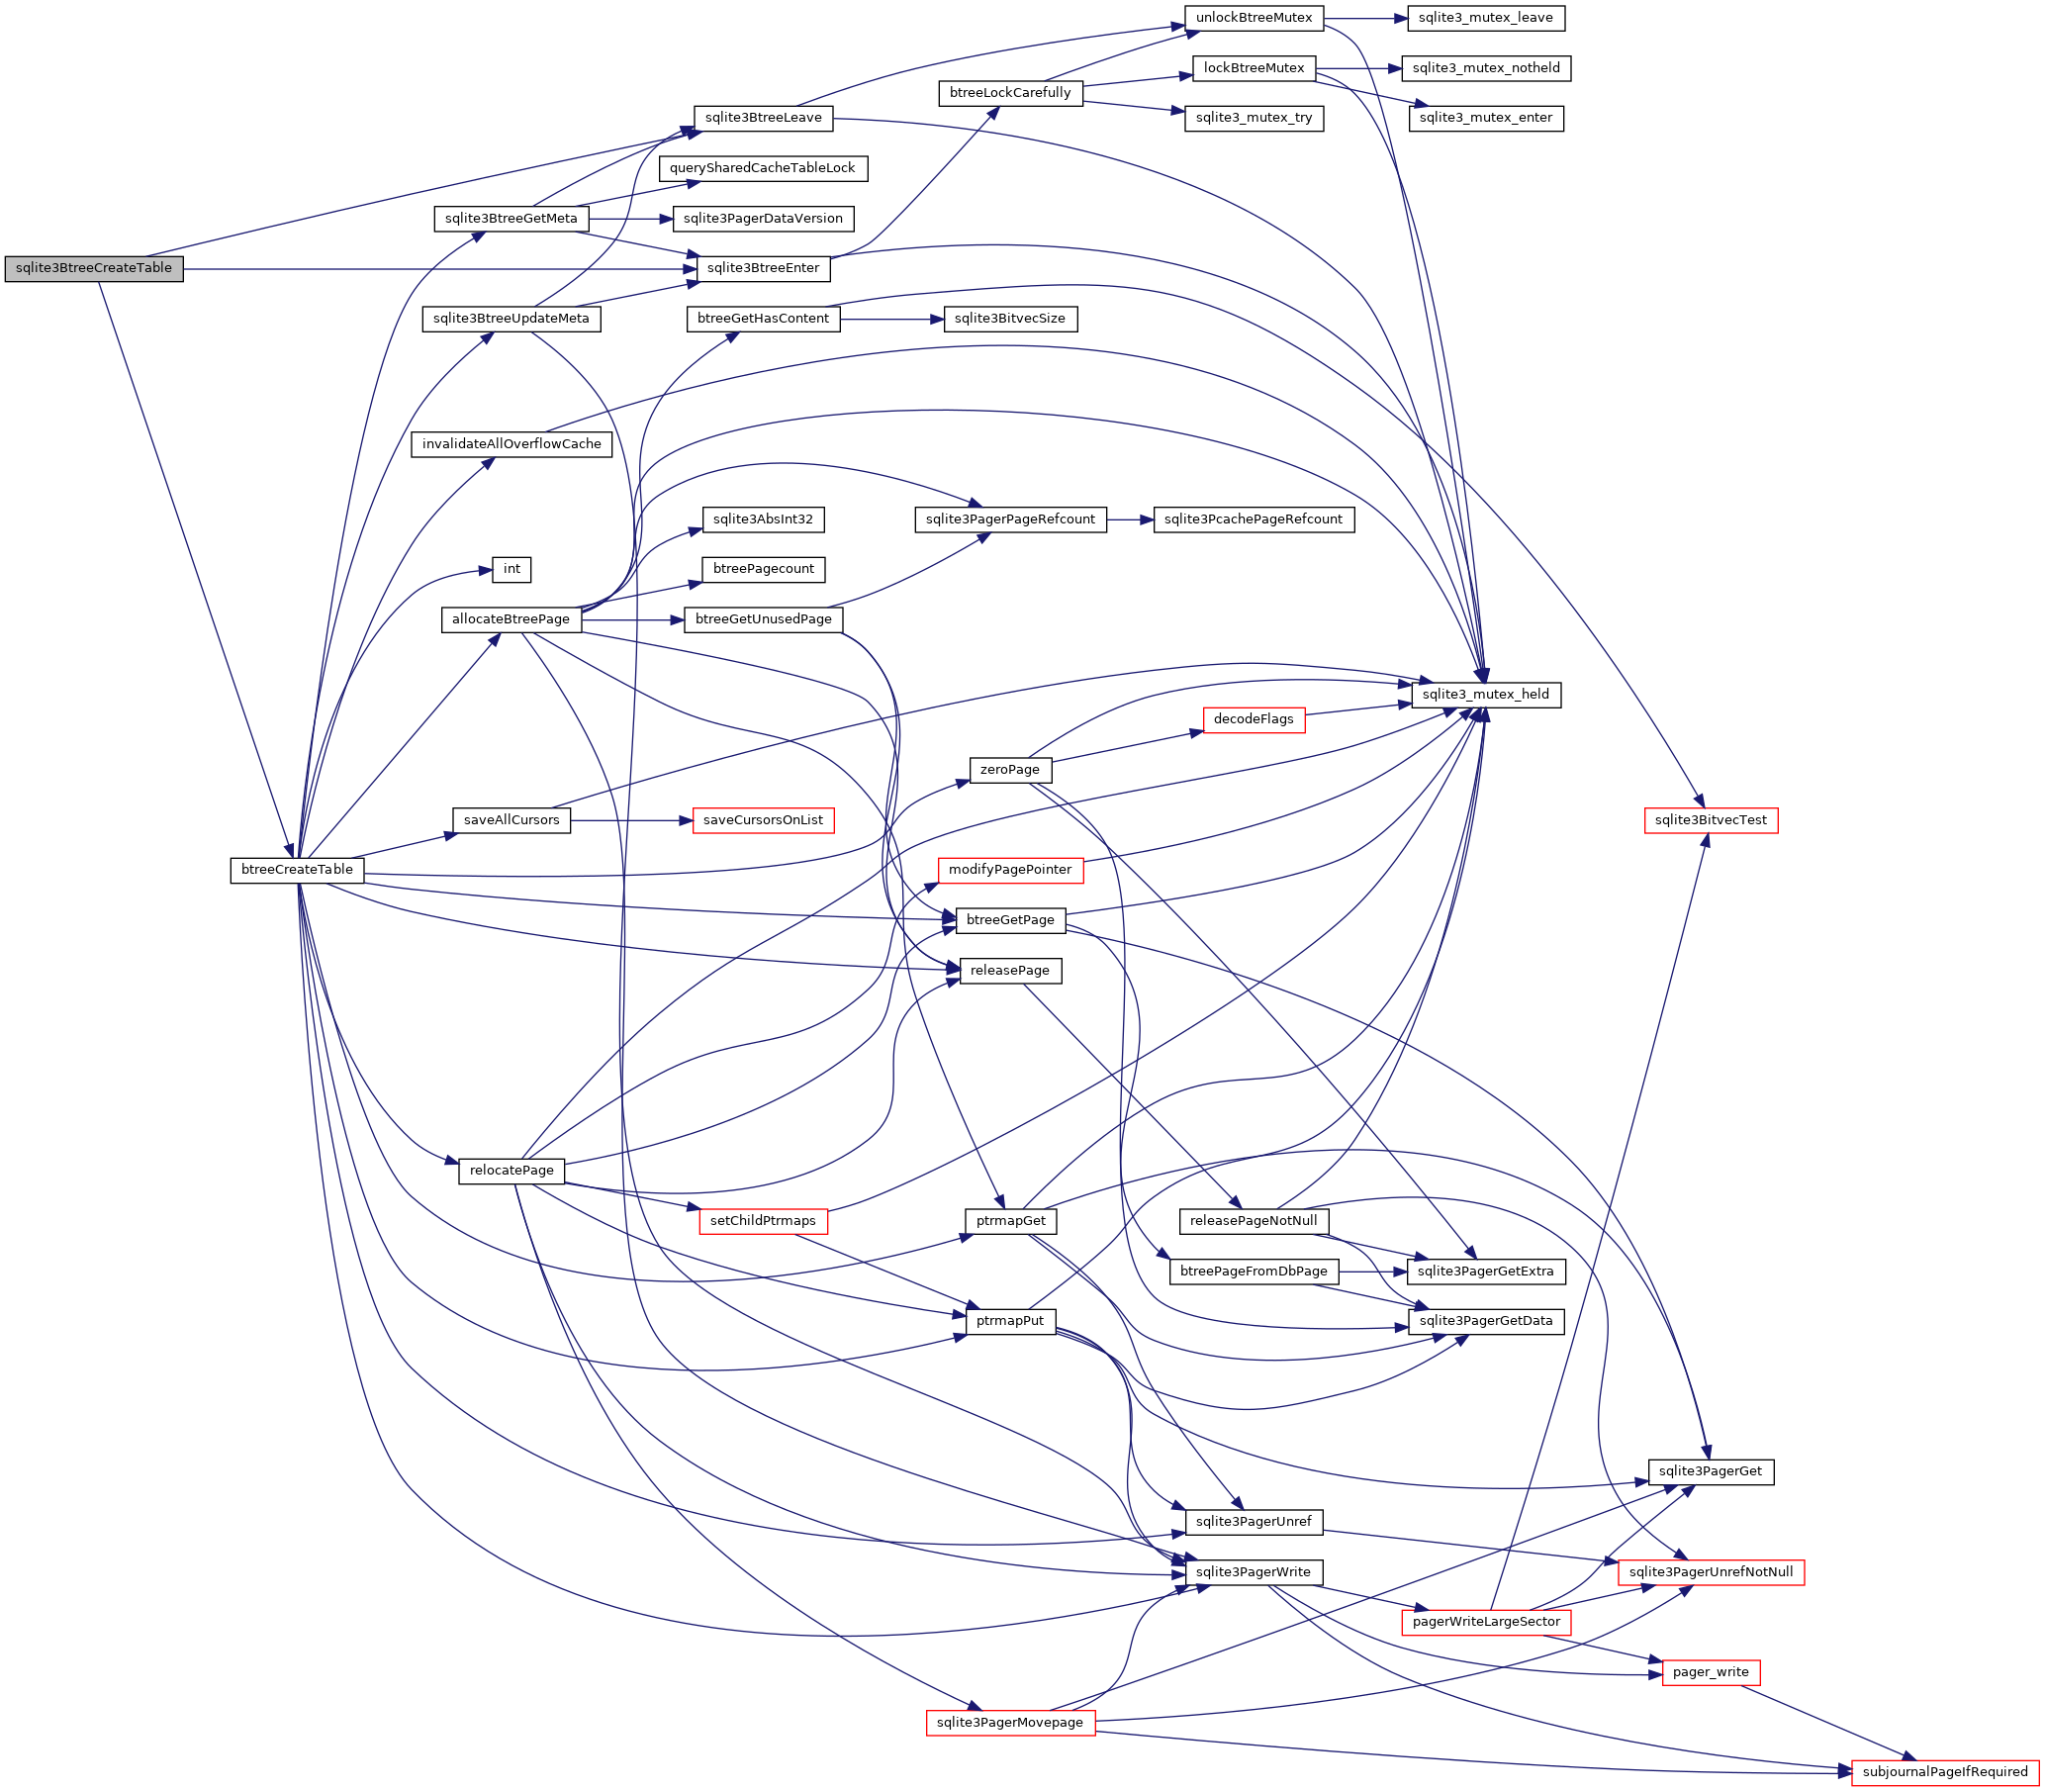 unlockBtreeMutex
sqlite3_mutex_leave
lockBtreeMutex
sqlite3_mutex_notheld
btreeLockCarefully
sqlite3BtreeLeave
sqlite3_mutex_try
sqlite3_mutex_enter
querySharedCacheTableLock
sqlite3BtreeGetMeta
sqlite3PagerDataVersion
sqlite3BtreeCreateTable
sqlite3BtreeEnter
sqlite3BtreeUpdateMeta
btreeGetHasContent
sqlite3BitvecSize
invalidateAllOverflowCache
sqlite3AbsInt32
sqlite3PagerPageRefcount
sqlite3PcachePageRefcount
int
btreePagecount
allocateBtreePage
btreeGetUnusedPage
sqlite3_mutex_held
decodeFlags
zeroPage
saveAllCursors
saveCursorsOnList
sqlite3BitvecTest
btreeCreateTable
modifyPagePointer
btreeGetPage
releasePage
relocatePage
setChildPtrmaps
ptrmapGet
releasePageNotNull
btreePageFromDbPage
sqlite3PagerGetExtra
ptrmapPut
sqlite3PagerGetData
sqlite3PagerGet
sqlite3PagerUnref
sqlite3PagerWrite
sqlite3PagerUnrefNotNull
pagerWriteLargeSector
pager_write
sqlite3PagerMovepage
subjournalPageIfRequired